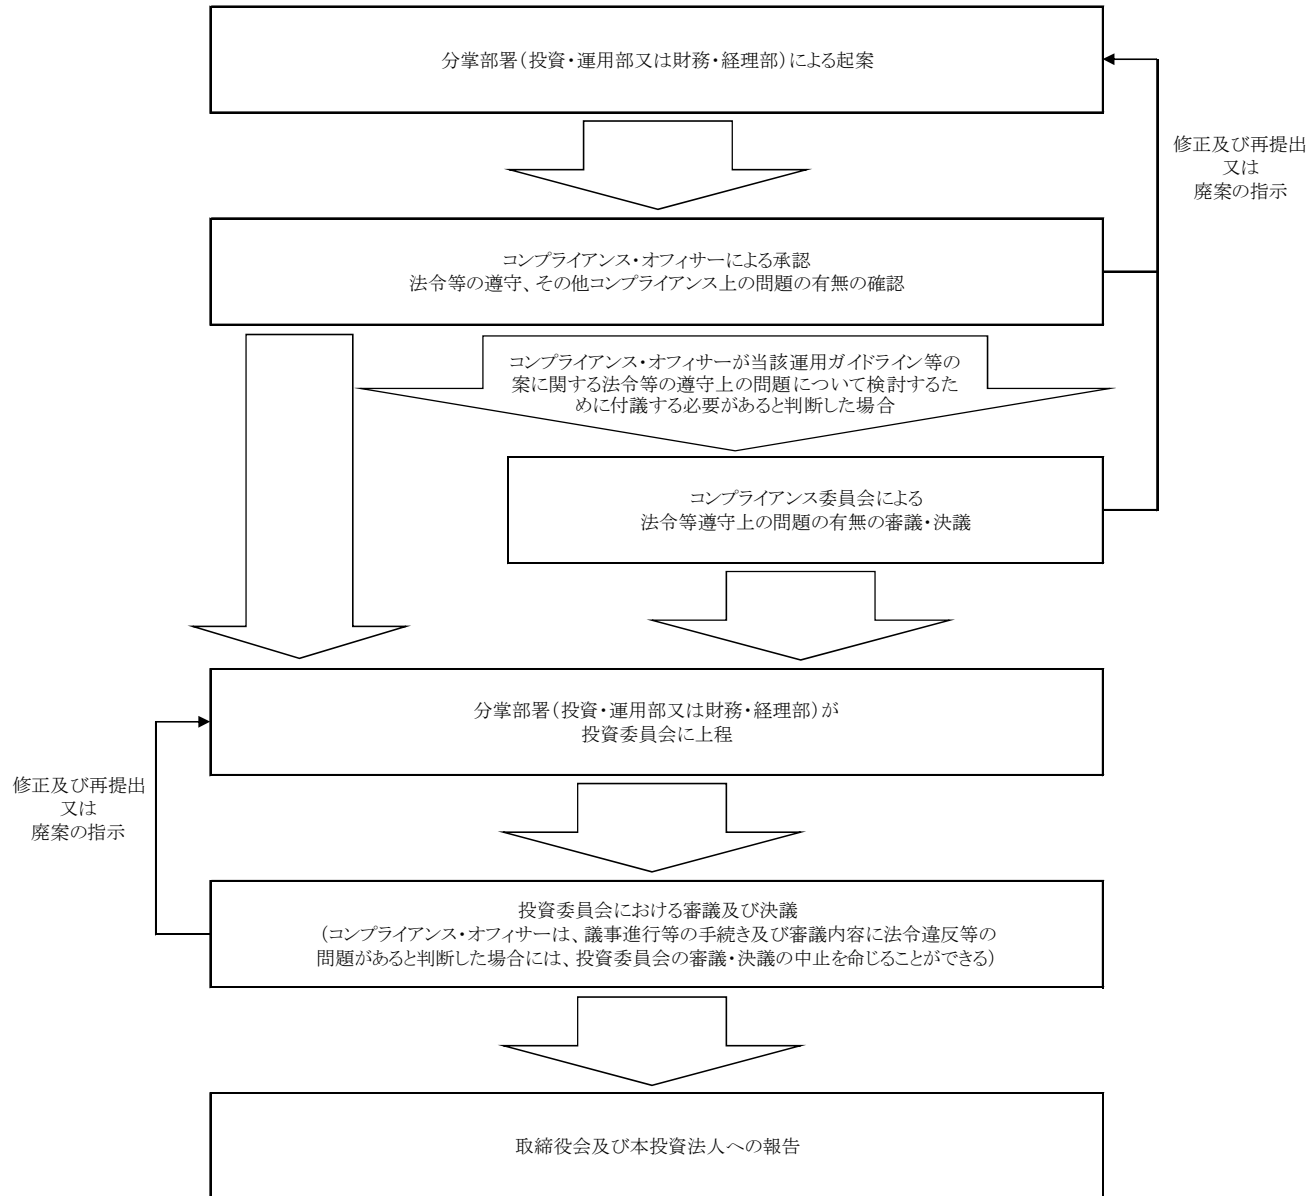 分掌部署(投資・運用部又は財務・経理部)による起案
修正及び再提出
又は
廃案の指示
コンプライアンス・オフィサーによる承認
法令等の遵守、その他コンプライアンス上の問題の有無の確認
コンプライアンス・オフィサーが当該運用ガイドライン等の
案に関する法令等の遵守上の問題について検討するた
めに付議する必要があると判断した場合
コンプライアンス委員会による
法令等遵守上の問題の有無の審議・決議
分掌部署(投資・運用部又は財務・経理部)が
投資委員会に上程
修正及び再提出
又は
廃案の指示
投資委員会における審議及び決議
(コンプライアンス・オフィサーは、議事進行等の手続き及び審議内容に法令違反等の
問題があると判断した場合には、投資委員会の審議・決議の中止を命じることができる)
取締役会及び本投資法人への報告